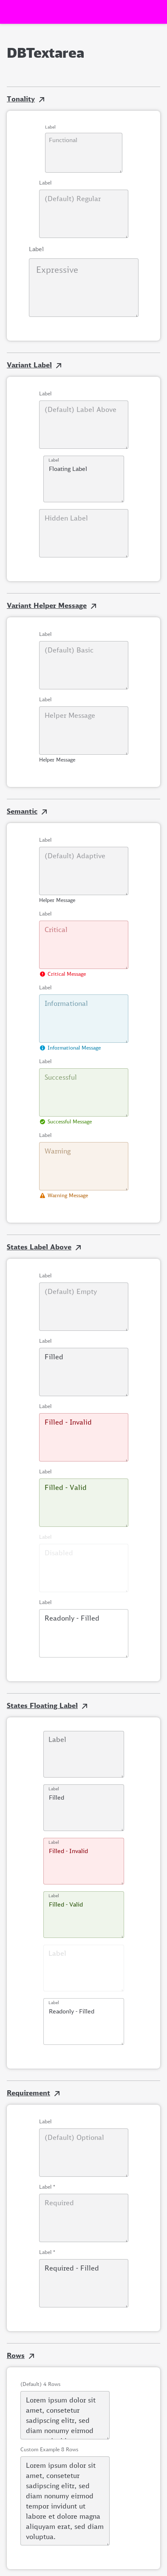 DBTextarea
Tonality
Label
Functional
Label
(Default) Regular
Label
Expressive
Variant Label
Label
(Default) Label Above
Label
Floating Label
Hidden Label
Variant Helper Message
Label
(Default) Basic
Label
Helper Message
Helper Message
Semantic
Label
(Default) Adaptive
Helper Message
Label
Critical
Critical Message
Label
Informational
Informational Message
Label
Successful
Successful Message
Label
Warning
Warning Message
States Label Above
Label
(Default) Empty
Label
Filled
Label
Filled - Invalid
Label
Filled - Valid
Label
Disabled
Label
Readonly - Filled
States Floating Label
Label
Label
Filled
Label
Filled - Invalid
Label
Filled - Valid
Label
Label
Readonly - Filled
Requirement
Label
(Default) Optional
Label *
Required
Label *
Required - Filled
Rows
(Default) 4 Rows
Lorem ipsum dolor sit
amet, consetetur
sadipscing elitr, sed
diam nonumy eirmod
Custom Example 8 Rows
Lorem ipsum dolor sit
amet, consetetur
sadipscing elitr, sed
diam nonumy eirmod
tempor invidunt ut
labore et dolore magna
aliquyam erat, sed diam
voluptua.